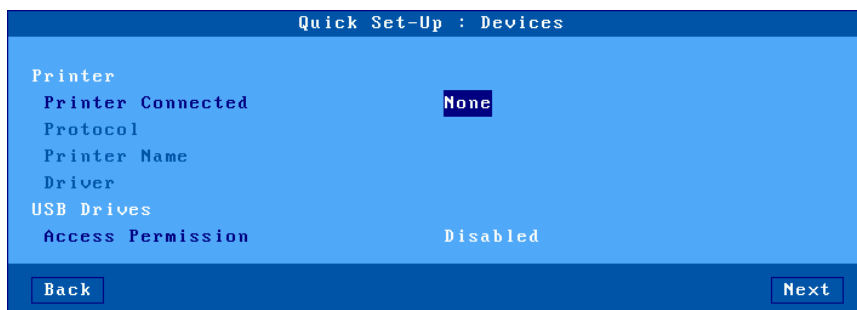 Quick Set-Up : Devices
Printer
Printer Connected None
Protocol
Printer Name
Driver
USB Drives
Access Permission Disabled
Back Next